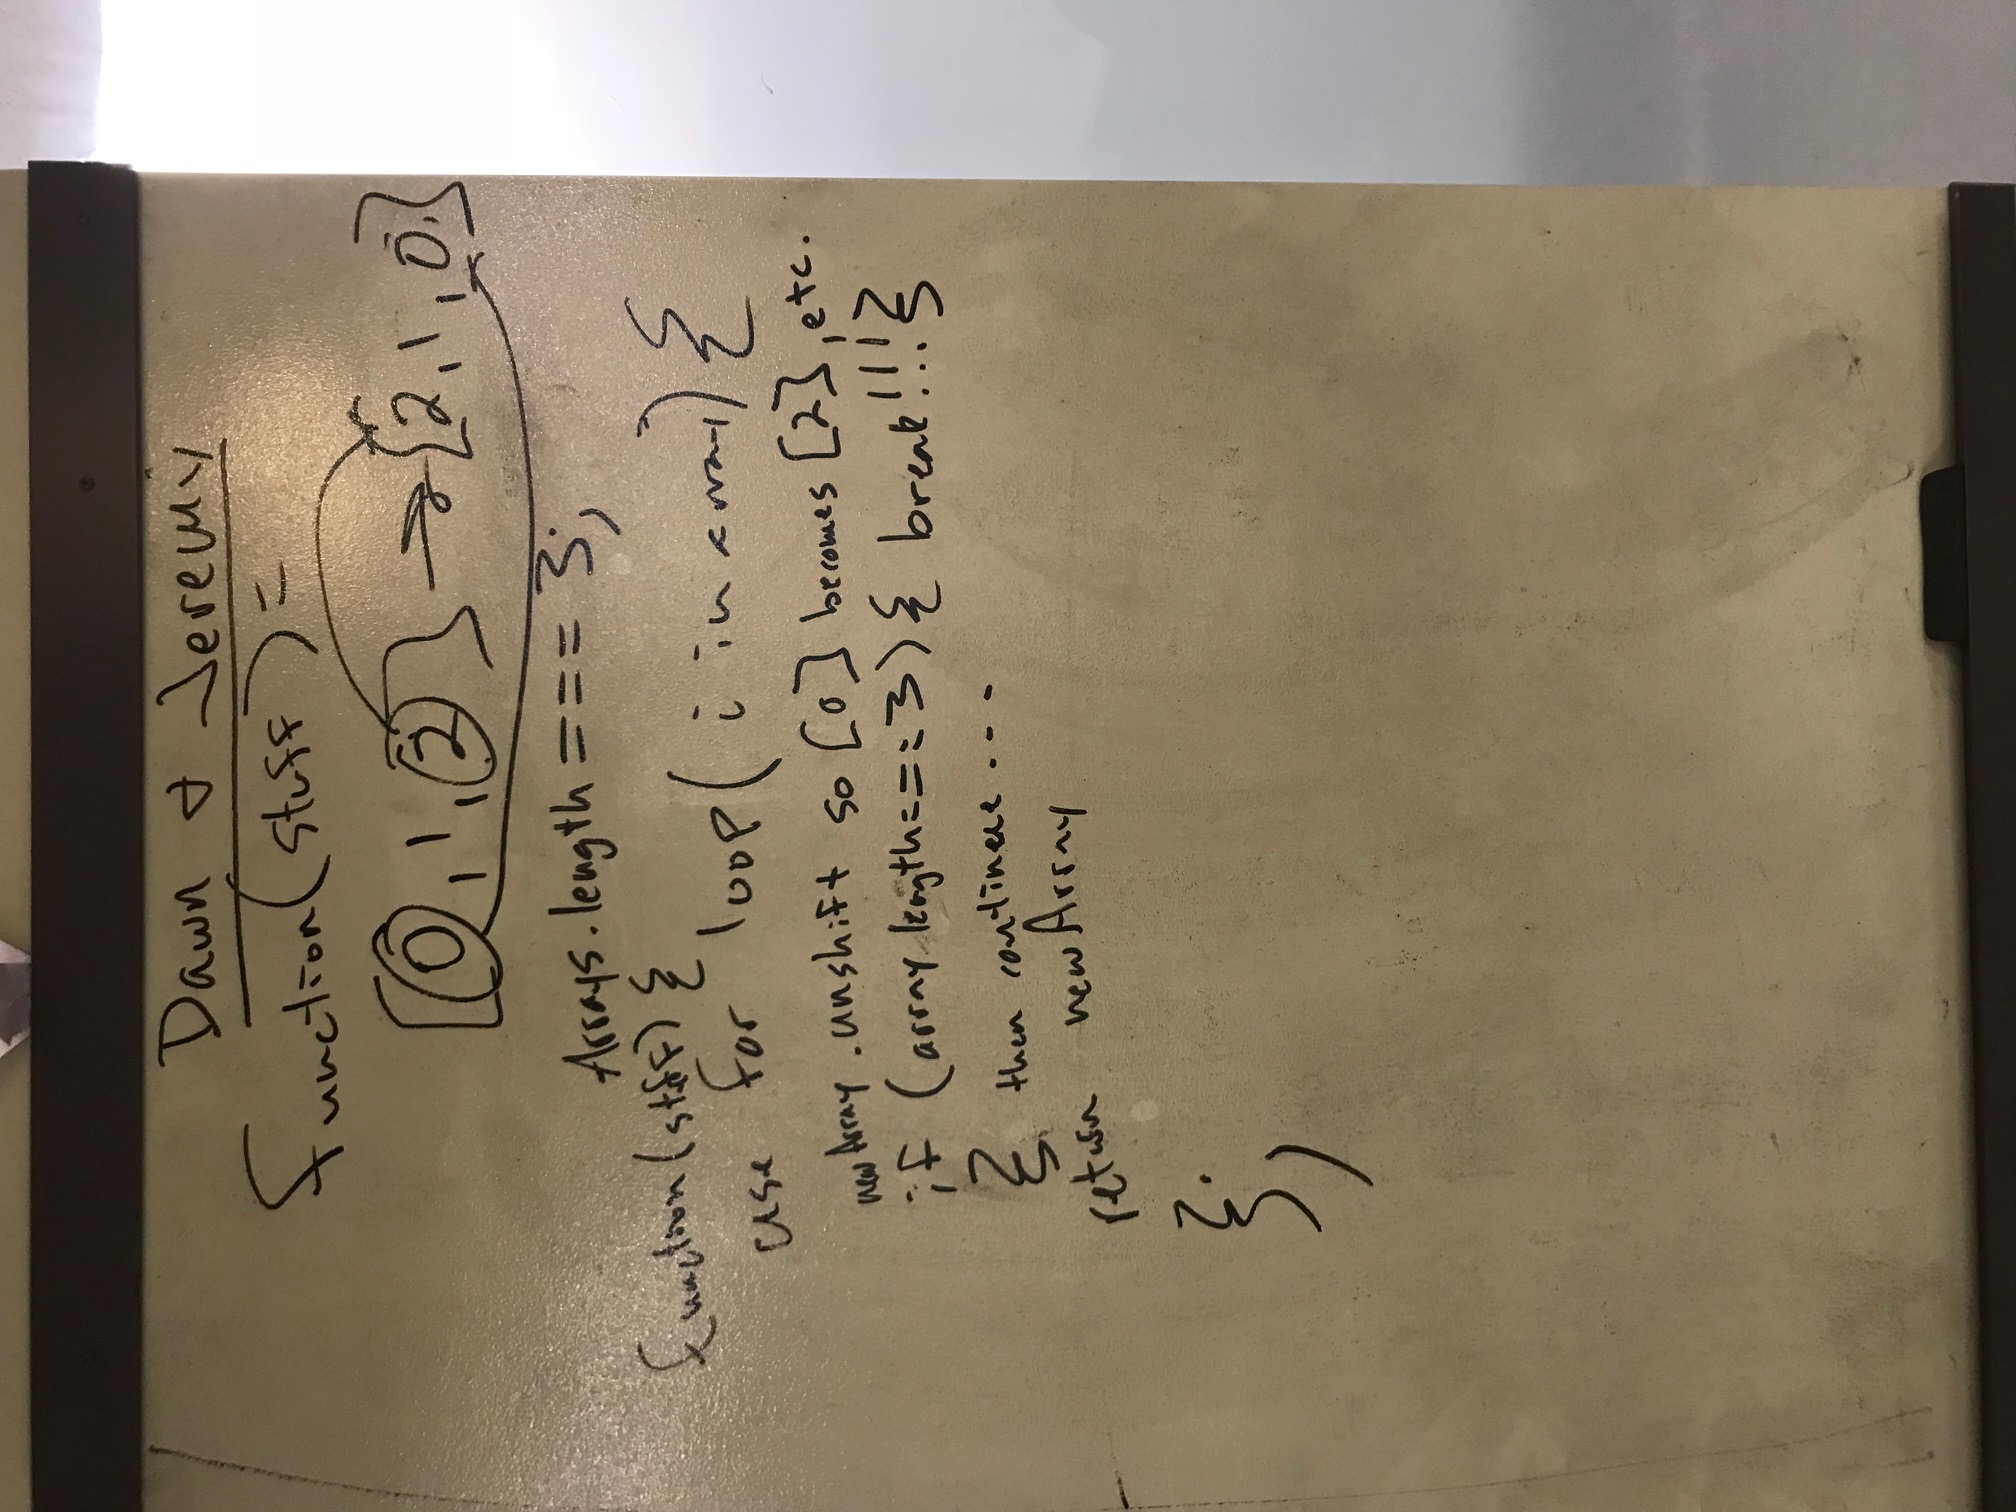 Dawn & Jeremy
function(stuff)=
[0,1,2] → [2,1,0]
Arrays.length === 3;
function(stuff) {
use for loop( i in array) {
newArray.unshift so [0] becomes [2], etc.
if (array length===3) { break!!! }
} then continue ...
return newArray
};